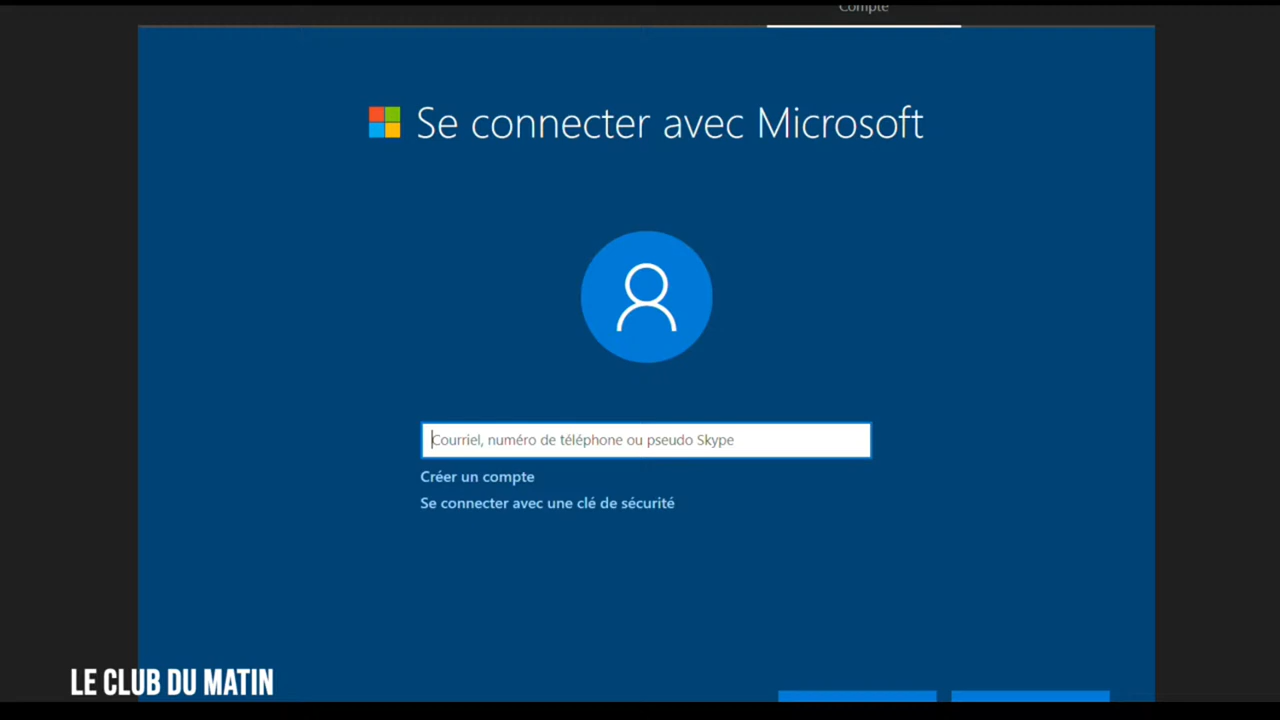 Compte
Se connecter avec Microsoft
Courriel, numéro de téléphone ou pseudo Skype
Créer un compte
Se connecter avec une clé de sécurité
LE CLUB DU MATIN